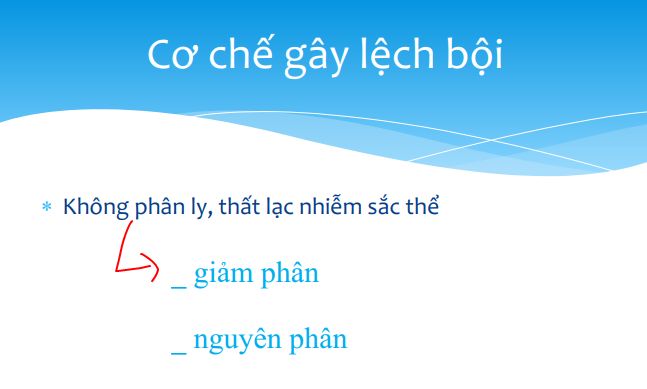 Cơ chế gây lệch bội
* Không phân ly, thất lạc nhiễm sắc thể
_ giảm phân
_ nguyên phân